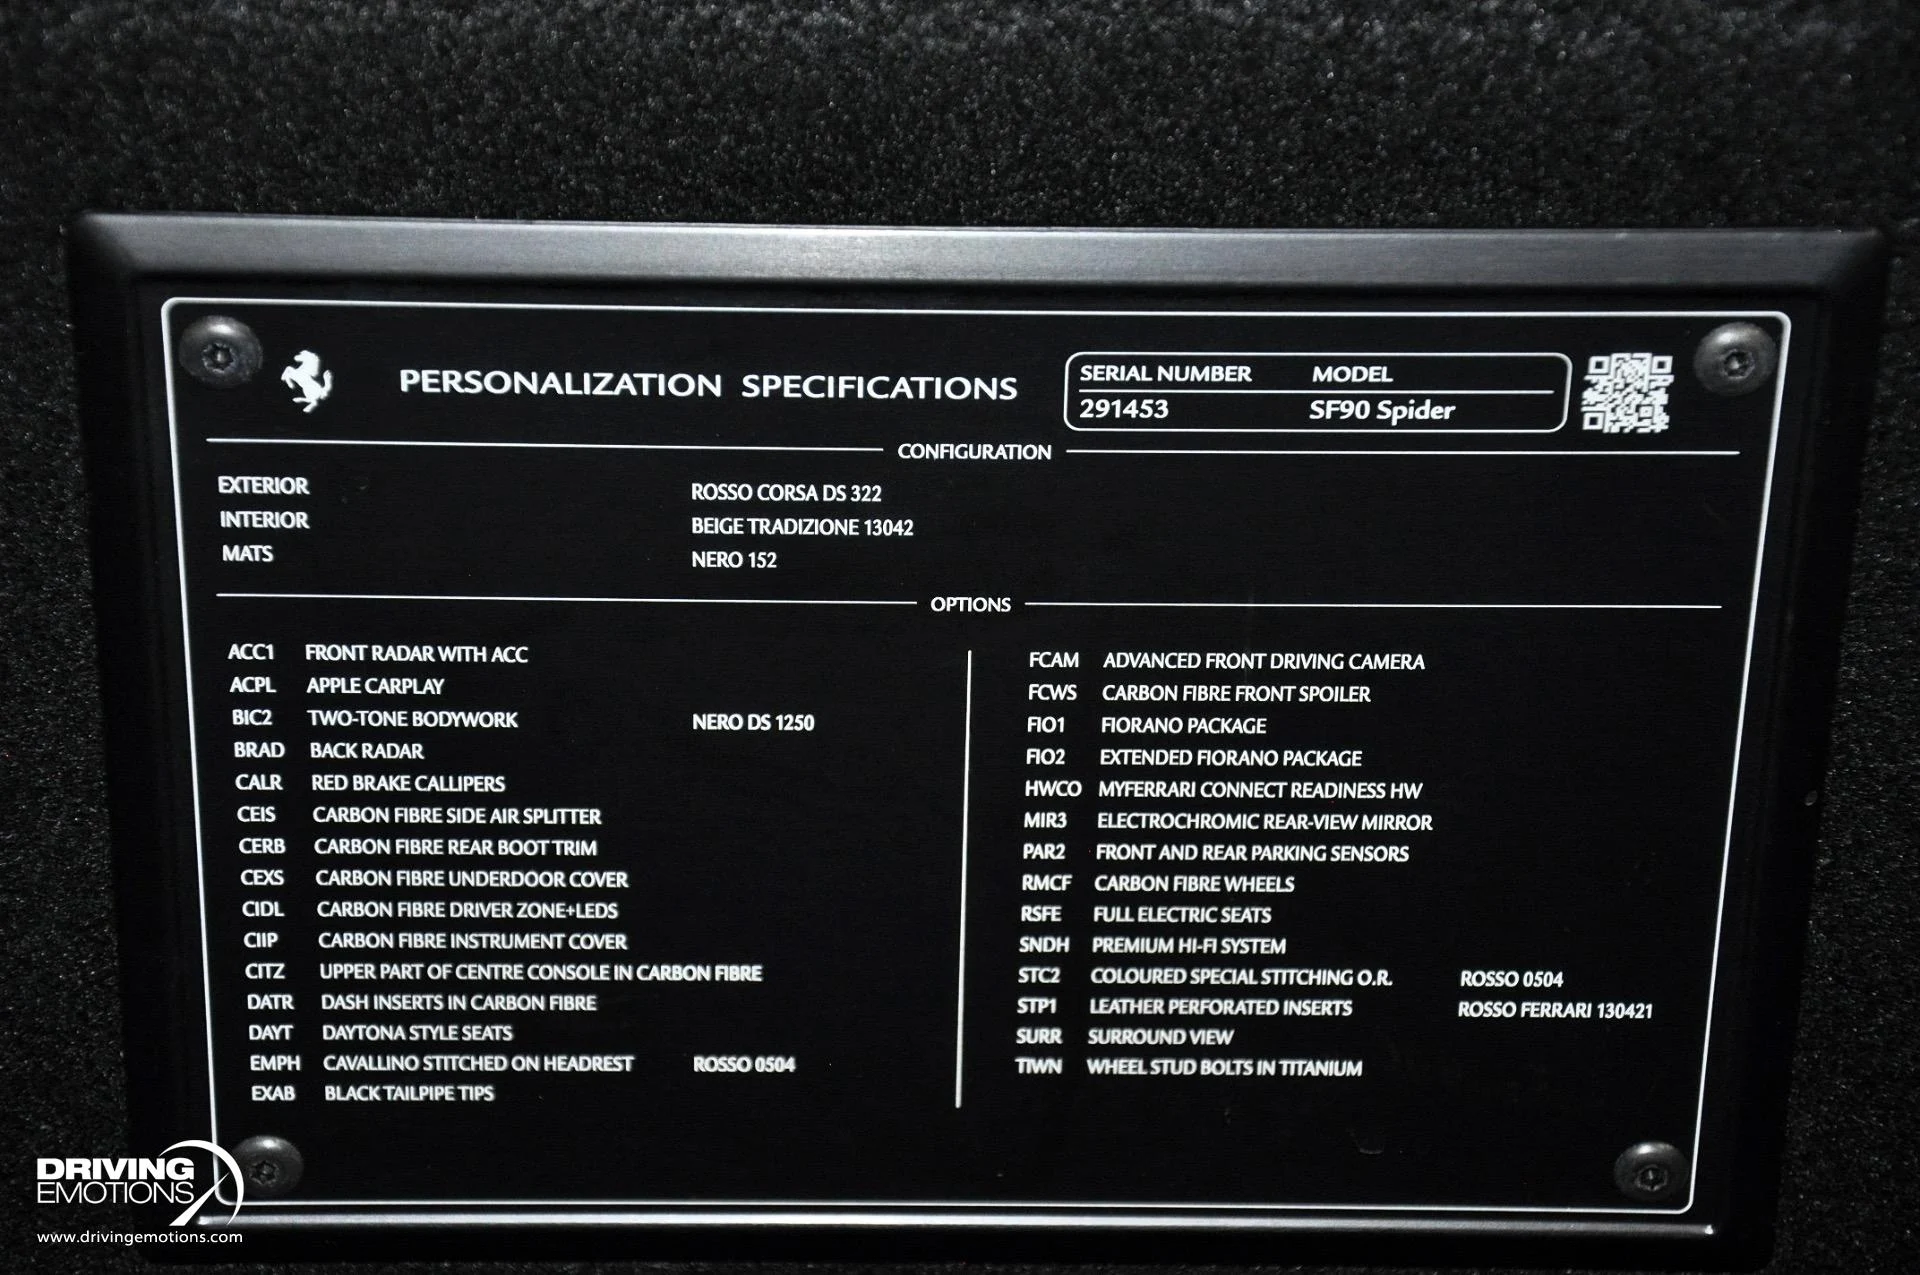 PERSONALIZATION SPECIFICATIONS
SERIAL NUMBER MODEL
291453 SF90 Spider
CONFIGURATION
EXTERIOR ROSSO CORSA DS 322
INTERIOR BEIGE TRADIZIONE 13042
MATS NERO 152
OPTIONS
ACC1 FRONT RADAR WITH ACC
ACPL APPLE CARPLAY
BIC2 TWO-TONE BODYWORK NERO DS 1250
BRAD BACK RADAR
CALR RED BRAKE CALLIPERS
CEIS CARBON FIBRE SIDE AIR SPLITTER
CERB CARBON FIBRE REAR BOOT TRIM
CEXS CARBON FIBRE UNDERDOOR COVER
CIDL CARBON FIBRE DRIVER ZONE+LEDS
CIIP CARBON FIBRE INSTRUMENT COVER
CITZ UPPER PART OF CENTRE CONSOLE IN CARBON FIBRE
DATR DASH INSERTS IN CARBON FIBRE
DAYT DAYTONA STYLE SEATS
EMPH CAVALLINO STITCHED ON HEADREST ROSSO 0504
EXAB BLACK TAILPIPE TIPS
FCAM ADVANCED FRONT DRIVING CAMERA
FCWS CARBON FIBRE FRONT SPOILER
FIO1 FIORANO PACKAGE
FIO2 EXTENDED FIORANO PACKAGE
HWCO MYFERRARI CONNECT READINESS HW
MIR3 ELECTROCHROMIC REAR-VIEW MIRROR
PAR2 FRONT AND REAR PARKING SENSORS
RMCF CARBON FIBRE WHEELS
RSFE FULL ELECTRIC SEATS
SNDH PREMIUM HI-FI SYSTEM
STC2 COLOURED SPECIAL STITCHING O.R. ROSSO 0504
STP1 LEATHER PERFORATED INSERTS ROSSO FERRARI 130421
SURR SURROUND VIEW
TIWN WHEEL STUD BOLTS IN TITANIUM
DRIVING
EMOTIONS
www.drivingemotions.com